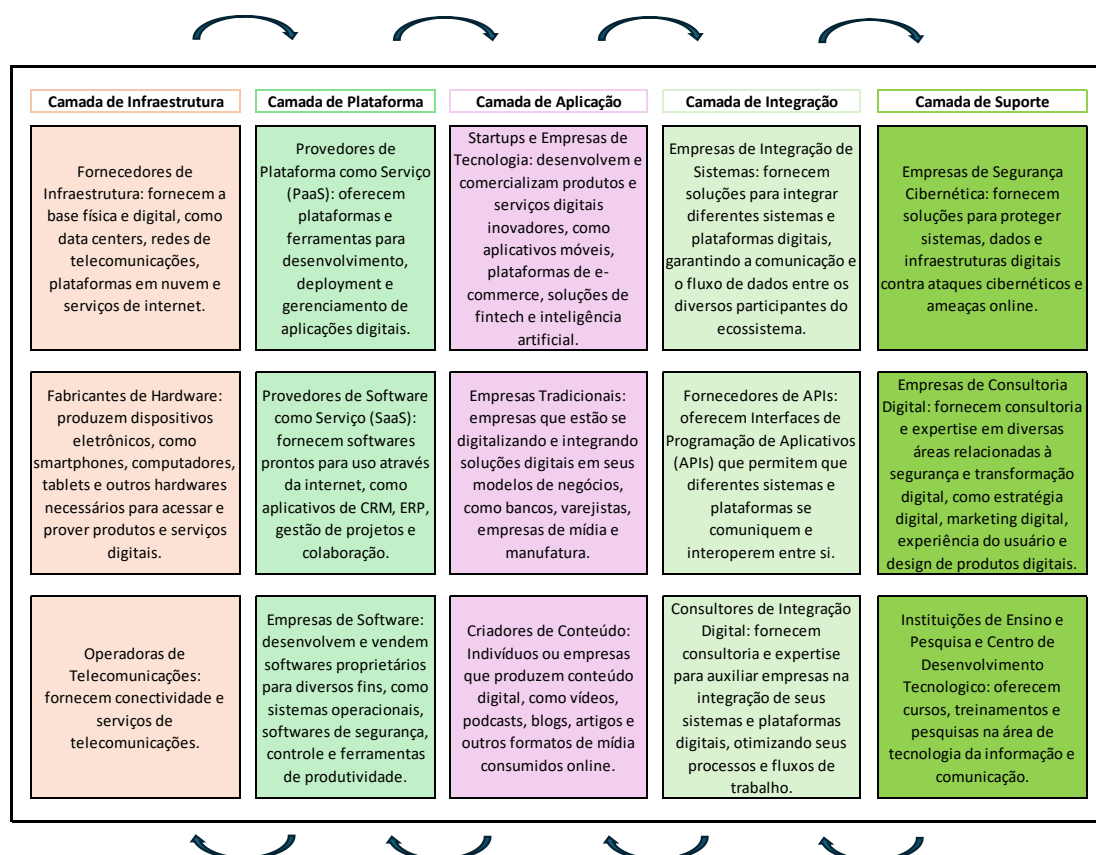 Camada de Infraestrutura
Camada de Plataforma
Camada de Aplicação
Camada de Integração
Camada de Suporte
Fornecedores de
Infraestrutura: fornecem a
base física e digital, como
data centers, redes de
telecomunicações,
plataformas em nuvem e
serviços de internet.
Provedores de
Plataforma como Serviço
(PaaS): oferecem
plataformas e
ferramentas para
desenvolvimento,
deployment e
gerenciamento de
aplicações digitais.
Startups e Empresas de
Tecnologia: desenvolvem e
comercializam produtos e
serviços digitais
inovadores, como
aplicativos móveis,
plataformas de e-
commerce, soluções de
fintech e inteligência
artificial.
Empresas de Integração de
Sistemas: fornecem
soluções para integrar
diferentes sistemas e
plataformas digitais,
garantindo a comunicação e
o fluxo de dados entre os
diversos participantes do
ecossistema.
Empresas de Segurança
Cibernética: fornecem
soluções para proteger
sistemas, dados e
infraestruturas digitais
contra ataques cibernéticos e
ameaças online.
Fabricantes de Hardware:
produzem dispositivos
eletrônicos, como
smartphones, computadores,
tablets e outros hardwares
necessários para acessar e
prover produtos e serviços
digitais.
Provedores de Software
como Serviço (SaaS):
fornecem softwares
prontos para uso através
da internet, como
aplicativos de CRM, ERP,
gestão de projetos e
colaboração.
Empresas Tradicionais:
empresas que estão se
digitalizando e integrando
soluções digitais em seus
modelos de negócios,
como bancos, varejistas,
empresas de mídia e
manufatura.
Fornecedores de APIs:
oferecem Interfaces de
Programação de Aplicativos
(APIs) que permitem que
diferentes sistemas e
plataformas se
comuniquem e
interoperem entre si.
Empresas de Consultoria
Digital: fornecem consultoria
e expertise em diversas
áreas relacionadas à
segurança e transformação
digital, como estratégia
digital, marketing digital,
experiência do usuário e
design de produtos digitais.
Operadoras de
Telecomunicações:
fornecem conectividade e
serviços de
telecomunicações.
Empresas de Software:
desenvolvem e vendem
softwares proprietários
para diversos fins, como
sistemas operacionais,
softwares de segurança,
controle e ferramentas
de produtividade.
Criadores de Conteúdo:
Indivíduos ou empresas
que produzem conteúdo
digital, como vídeos,
podcasts, blogs, artigos e
outros formatos de mídia
consumidos online.
Consultores de Integração
Digital: fornecem
consultoria e expertise
para auxiliar empresas na
integração de seus
sistemas e plataformas
digitais, otimizando seus
processos e fluxos de
trabalho.
Instituições de Ensino e
Pesquisa e Centro de
Desenvolvimento
Tecnologico: oferecem
cursos, treinamentos e
pesquisas na área de
tecnologia da informação e
comunicação.